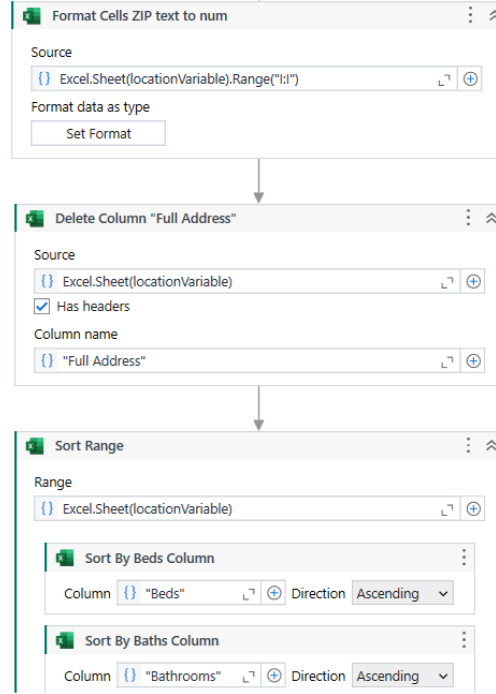 Format Cells ZIP text to num
Source
{} Excel.Sheet(locationVariable).Range("I:I")
Format data as type
Set Format
Delete Column "Full Address"
Source
{} Excel.Sheet(locationVariable)
Has headers
Column name
{} "Full Address"
Sort Range
Range
{} Excel.Sheet(locationVariable)
Sort By Beds Column
Column {} "Beds" Direction Ascending
Sort By Baths Column
Column {} "Bathrooms" Direction Ascending